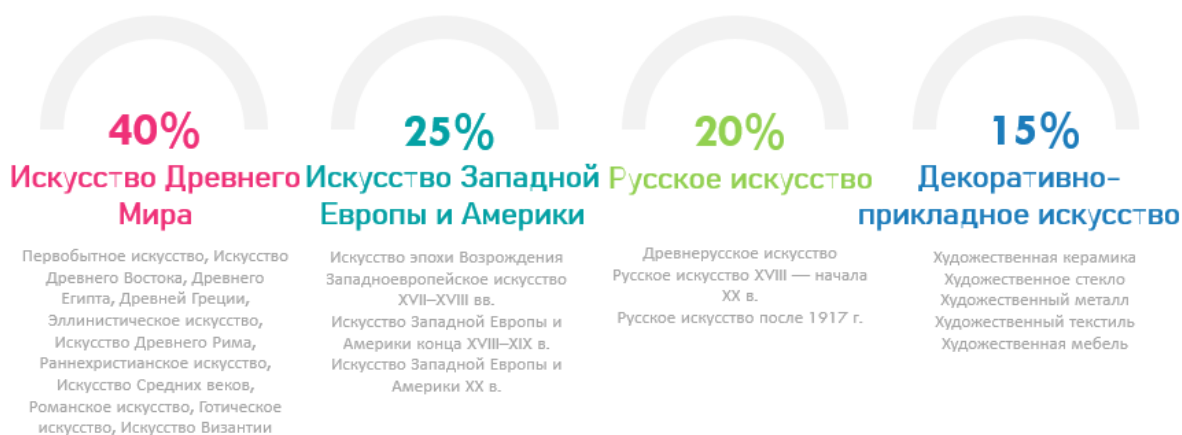 40%
Искусство Древнего
Мира
Первобытное искусство, Искусство
Древнего Востока, Древнего
Египта, Древней Греции,
Эллинистическое искусство,
Искусство Древнего Рима,
Раннехристианское искусство,
Искусство Средних веков,
Романское искусство, Готическое
искусство, Искусство Византии
25%
Искусство Западной
Европы и Америки
Искусство эпохи Возрождения
Западноевропейское искусство
XVII–XVIII вв.
Искусство Западной Европы и
Америки конца XVIII–XIX в.
Искусство Западной Европы и
Америки XX в.
20%
Русское искусство
Древнерусское искусство
Русское искусство XVIII — начала
XX в.
Русское искусство после 1917 г.
15%
Декоративно-
прикладное искусство
Художественная керамика
Художественное стекло
Художественный металл
Художественный текстиль
Художественная мебель